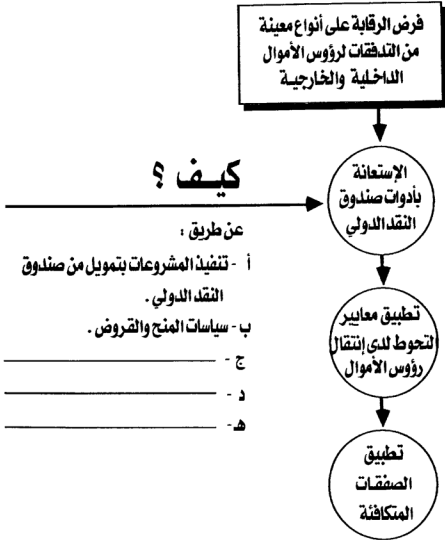 فرض الرقابة على أنواع معينة
من التدفقات لرؤوس الأموال
الداخلية والخارجية
كيف ؟
الإستعانة
بأدوات صندوق
النقد الدولي
عن طريق :
أ - تنفيذ المشروعات بتمويل من صندوق
النقد الدولي .
ب - سياسات المنح والقروض .
ج -
د -
هـ -
تطبيق معايير
التحوط لدى إنتقال
رؤوس الأموال
تطبيق
الصفقات
المتكافئة